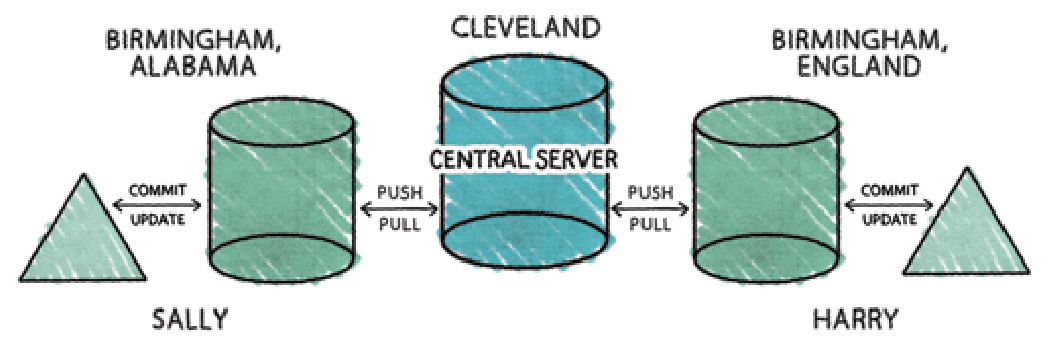 BIRMINGHAM,
ALABAMA
CLEVELAND
BIRMINGHAM,
ENGLAND
CENTRAL SERVER
COMMIT
UPDATE
PUSH
PULL
PUSH
PULL
COMMIT
UPDATE
SALLY
HARRY